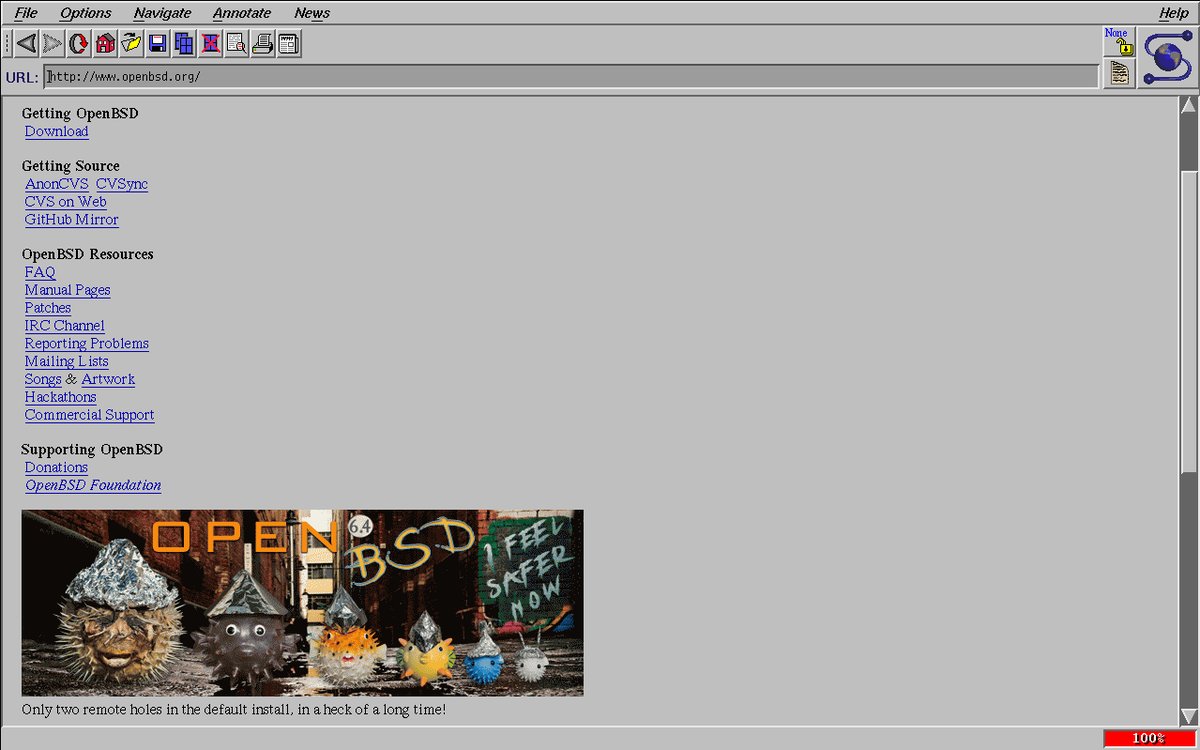 File Options Navigate Annotate News Help
None
URL: http://www.openbsd.org/
Getting OpenBSD
Download
Getting Source
AnonCVS CVSync
CVS on Web
GitHub Mirror
OpenBSD Resources
FAQ
Manual Pages
Patches
IRC Channel
Reporting Problems
Mailing Lists
Songs & Artwork
Hackathons
Commercial Support
Supporting OpenBSD
Donations
OpenBSD Foundation
OPEN 6.4 BSD
I FEEL
SAFER
NOW
Only two remote holes in the default install, in a heck of a long time!
100%